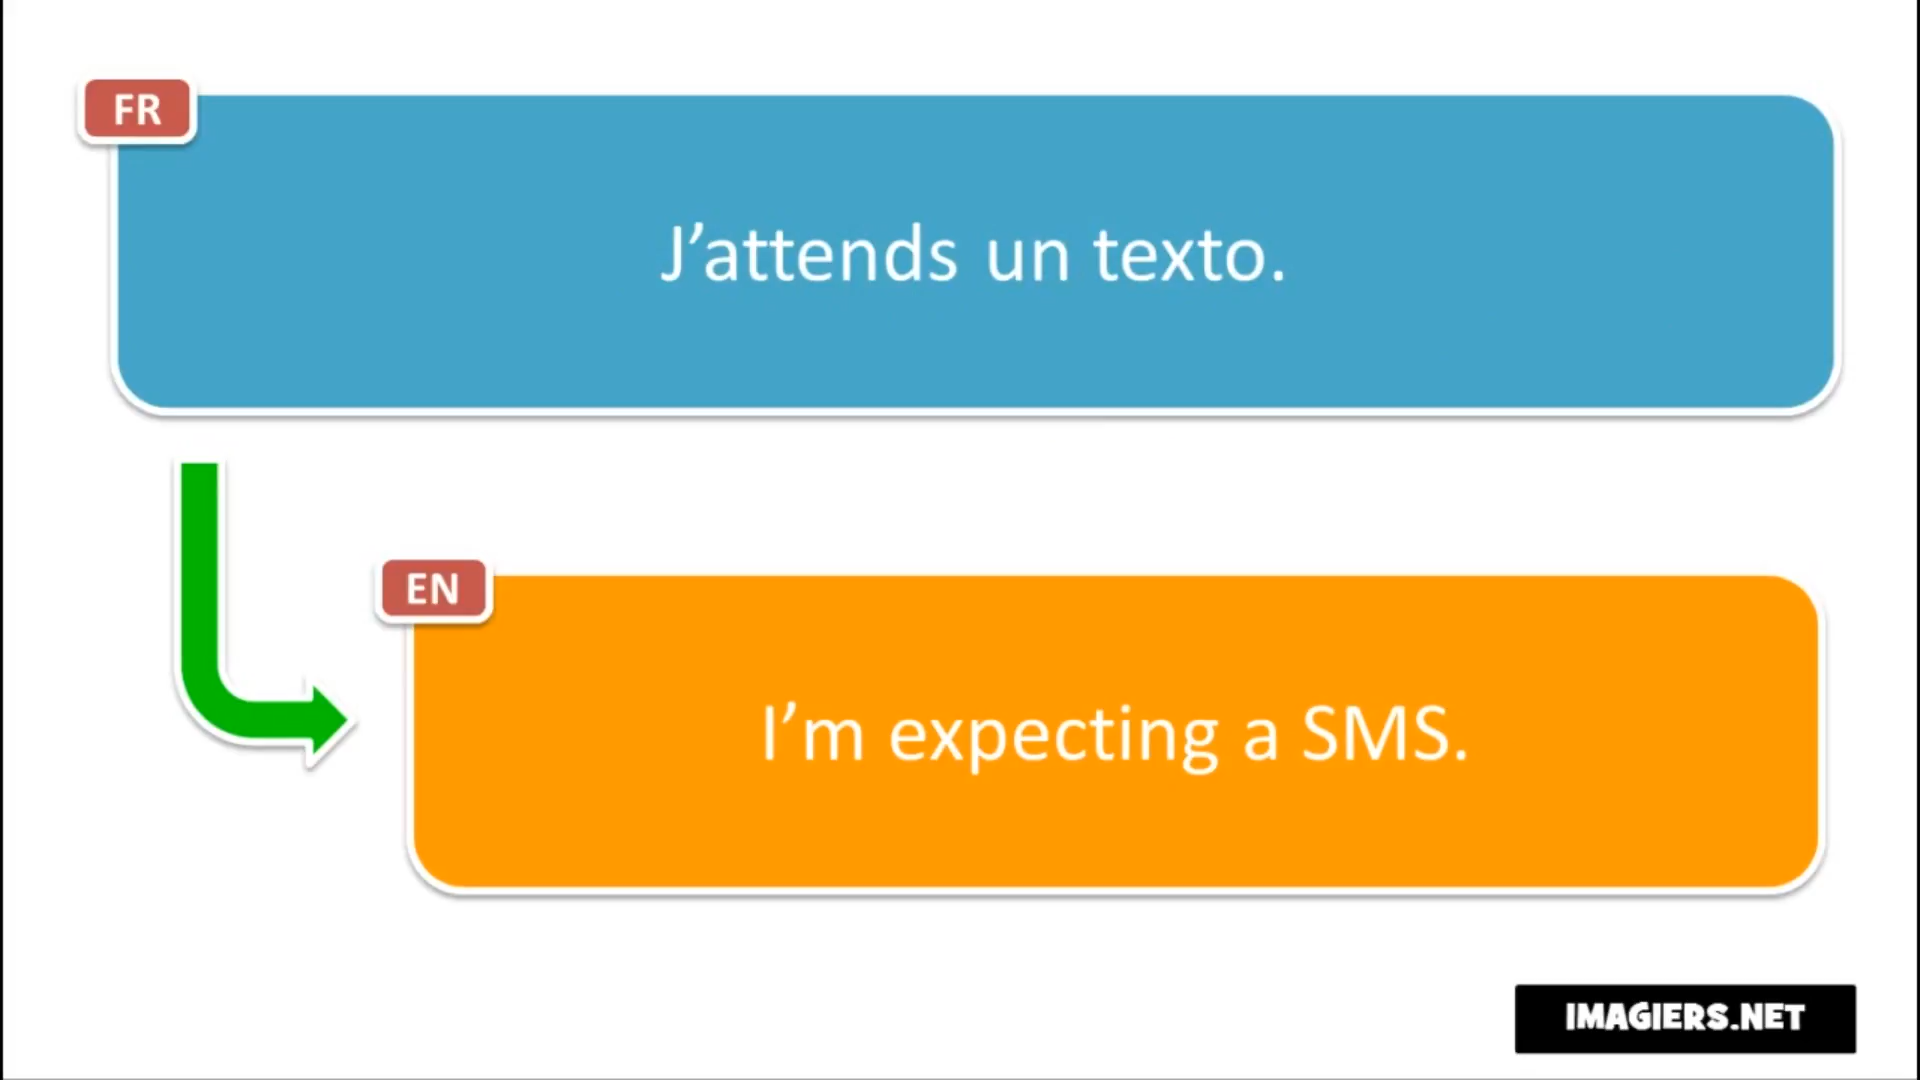 FR
J’attends un texto.
EN
I’m expecting a SMS.
IMAGIERS.NET